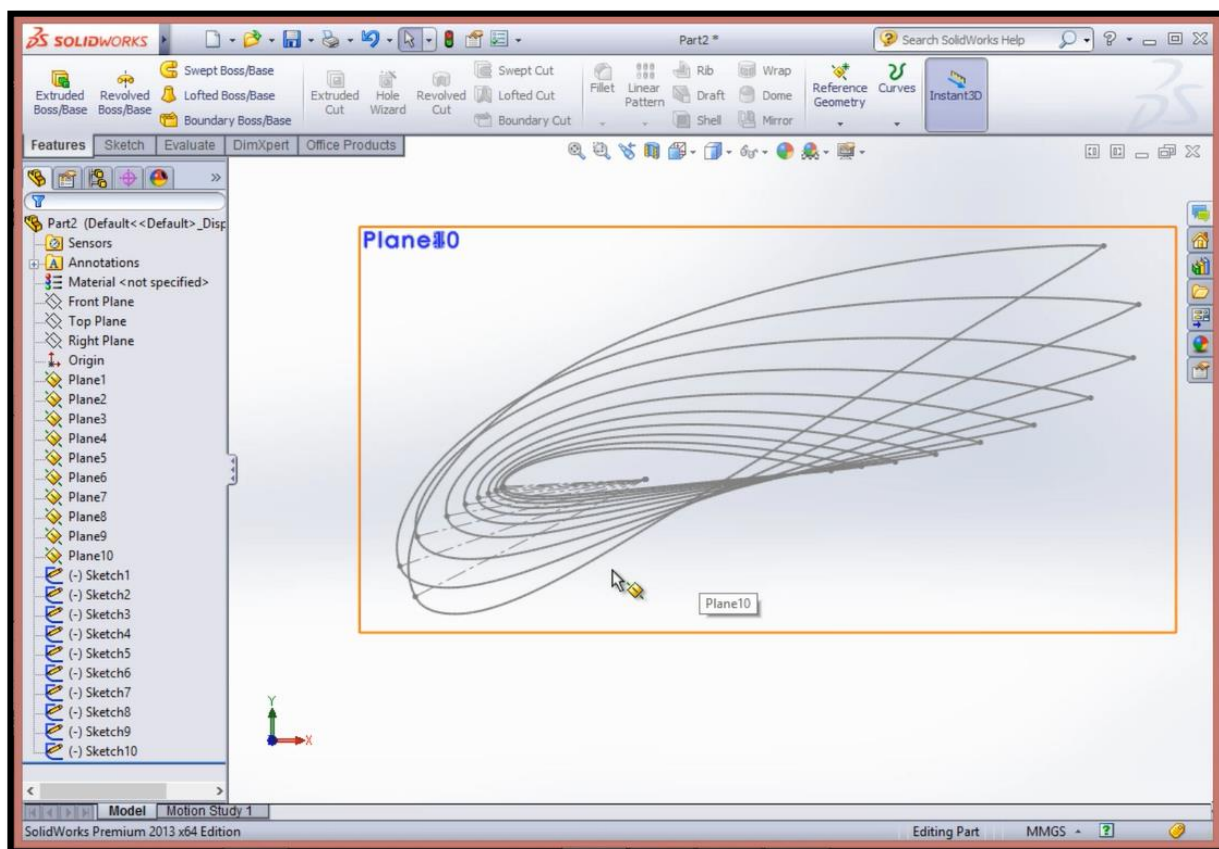 SOLIDWORKS
Part2 *
Search SolidWorks Help
Extruded Boss/Base
Revolved Boss/Base
Swept Boss/Base
Lofted Boss/Base
Boundary Boss/Base
Extruded Cut
Hole Wizard
Revolved Cut
Swept Cut
Lofted Cut
Boundary Cut
Fillet
Linear Pattern
Rib
Draft
Shell
Wrap
Dome
Mirror
Reference Geometry
Curves
Instant3D
Features
Sketch
Evaluate
DimXpert
Office Products
Part2 (Default<<Default>_Disp
Sensors
Annotations
Material <not specified>
Front Plane
Top Plane
Right Plane
Origin
Plane1
Plane2
Plane3
Plane4
Plane5
Plane6
Plane7
Plane8
Plane9
Plane10
(-) Sketch1
(-) Sketch2
(-) Sketch3
(-) Sketch4
(-) Sketch5
(-) Sketch6
(-) Sketch7
(-) Sketch8
(-) Sketch9
(-) Sketch10
Plane10
Y
X
Model
Motion Study 1
SolidWorks Premium 2013 x64 Edition
Editing Part
MMGS